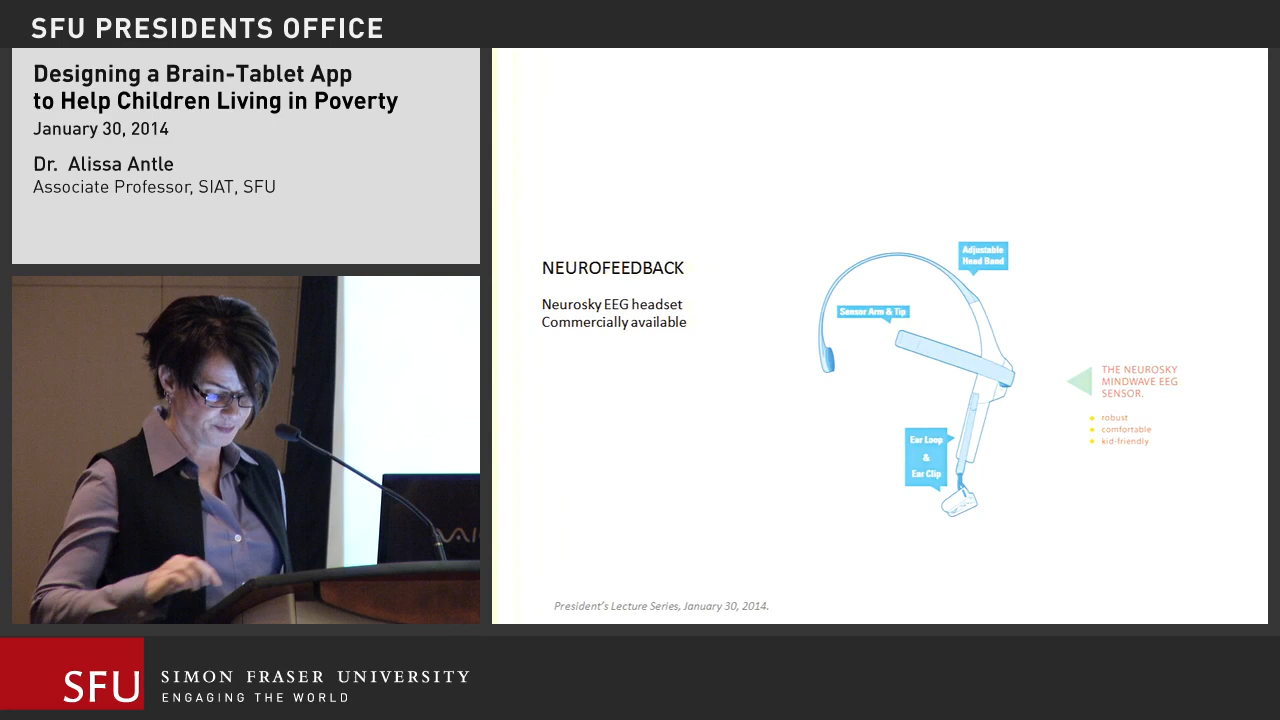 SFU PRESIDENTS OFFICE
Designing a Brain-Tablet App
to Help Children Living in Poverty
January 30, 2014
Dr. Alissa Antle
Associate Professor, SIAT, SFU
NEUROFEEDBACK
Neurosky EEG headset
Commercially available
Adjustable
Head Band
Sensor Arm & Tip
Ear Loop
&
Ear Clip
THE NEUROSKY
MINDWAVE EEG
SENSOR.
robust
comfortable
kid-friendly
President's Lecture Series, January 30, 2014.
SFU
SIMON FRASER UNIVERSITY
ENGAGING THE WORLD